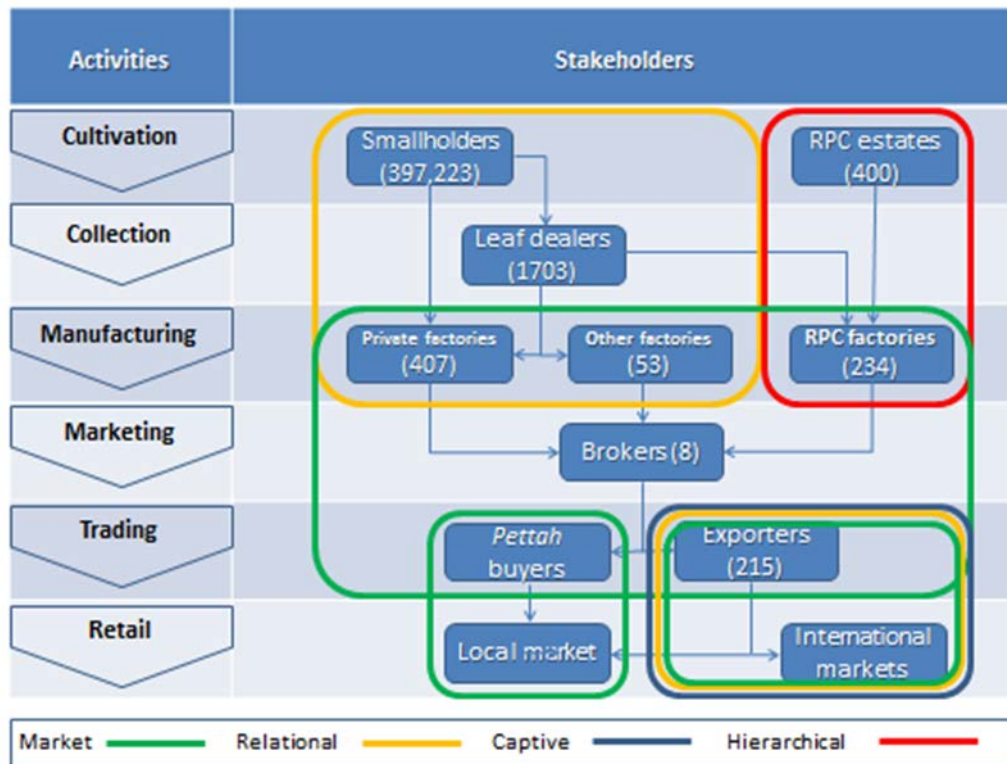 Activities
Stakeholders
Cultivation
Smallholders
(397,223)
RPC estates
(400)
Collection
Leaf dealers
(1703)
Manufacturing
Private factories
(407)
Other factories
(53)
RPC factories
(234)
Marketing
Brokers (8)
Trading
Pettah
buyers
Exporters
(215)
Retail
Local market
International
markets
Market
Relational
Captive
Hierarchical